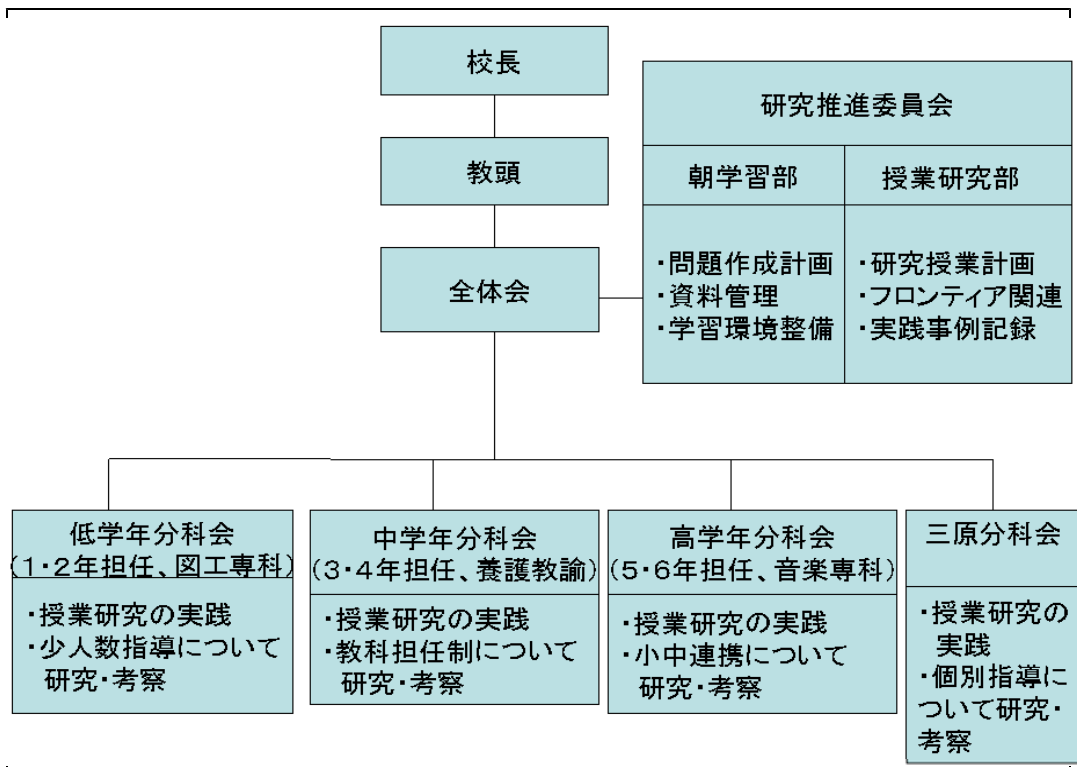 校長
教頭
全体会
研究推進委員会
朝学習部
・問題作成計画
・資料管理
・学習環境整備
授業研究部
・研究授業計画
・フロンティア関連
・実践事例記録
低学年分科会
(1・2年担任、図工専科)
・授業研究の実践
・少人数指導について
研究・考察
中学年分科会
(3・4年担任、養護教諭)
・授業研究の実践
・教科担任制について
研究・考察
高学年分科会
(5・6年担任、音楽専科)
・授業研究の実践
・小中連携について
研究・考察
三原分科会
・授業研究の
実践
・個別指導に
ついて研究・
考察